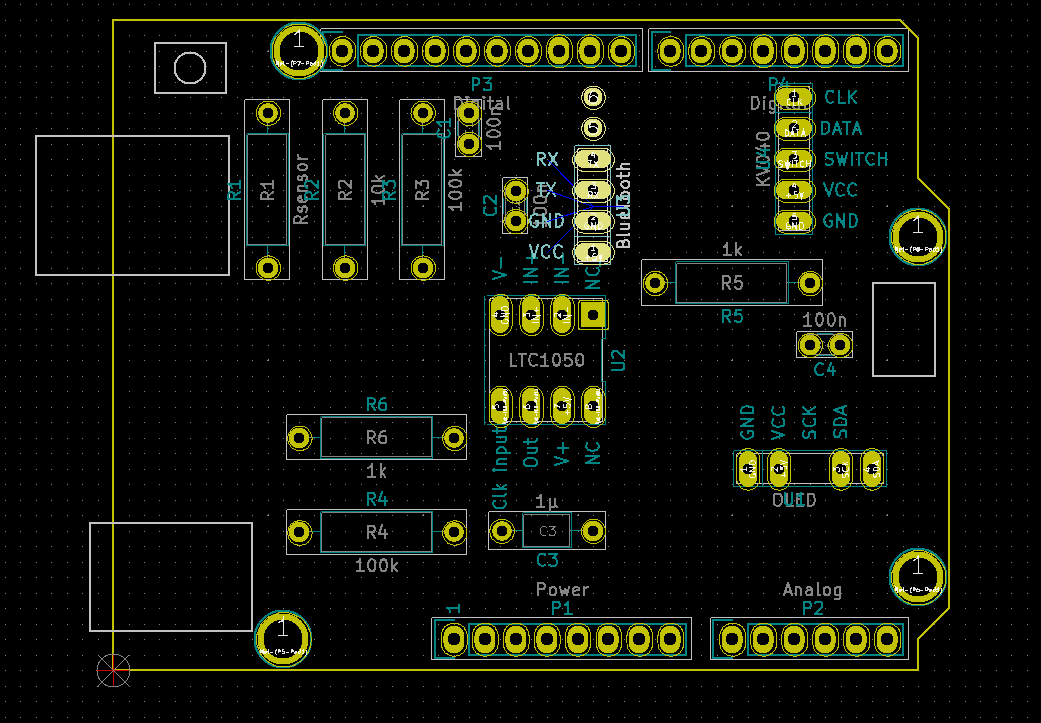 1
P3
P4
Digital
Digital
CLK
DATA
SWITCH
VCC
GND
DATA
SWITCH
GND
KY040
C1
100n
RX
TX
GND
VCC
Bluetooth
C2
R1
R1
Rsensor
R2
R2
10k
R3
R3
100k
1
V-
IN+
IN-
NC
1k
R5
R5
100n
C4
LTC1050
U2
Clk Input
Out
V+
NC
GND
VCC
SCK
SDA
OLED
R6
R6
1k
R4
R4
100k
1µ
C3
C3
Power
P1
1
Analog
P2
1
1